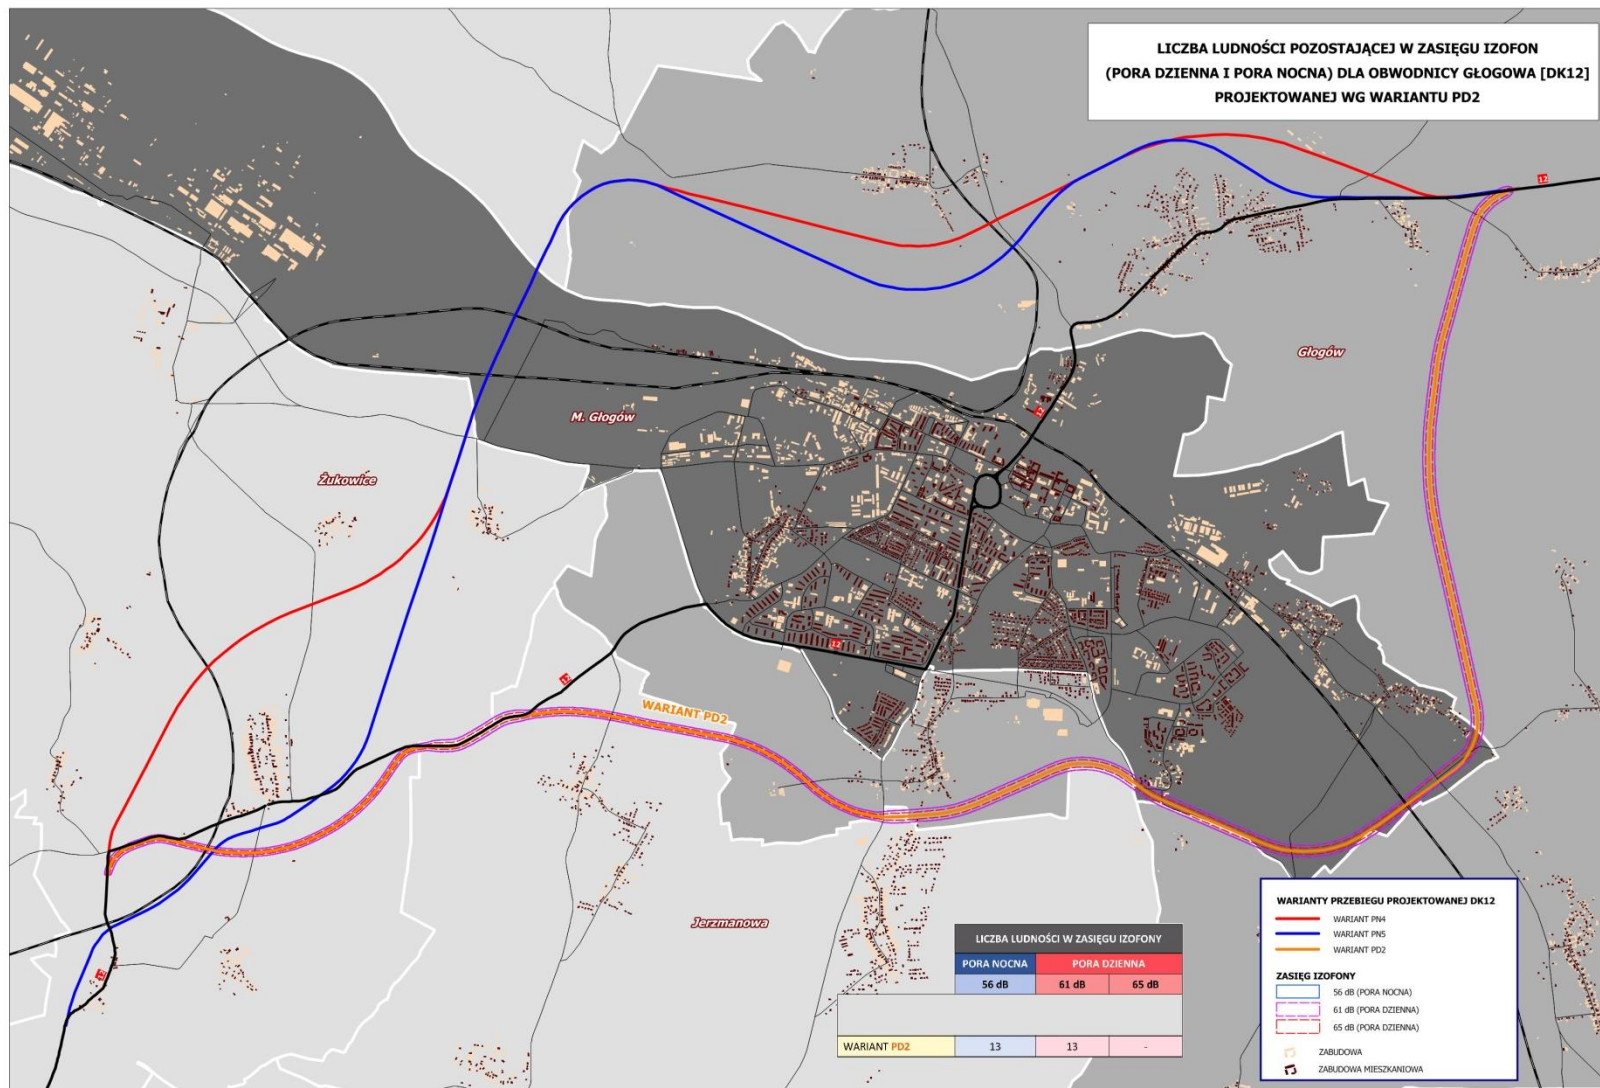 LICZBA LUDNOŚCI POZOSTAJĄCEJ W ZASIĘGU IZOFON
(PORA DZIENNA I PORA NOCNA) DLA OBWODNICY GŁOGOWA [DK12]
PROJEKTOWANEJ WG WARIANTU PD2
12
Głogów
12
M. Głogów
Żukowice
12
12
WARIANT PD2
Jerzmanowa
12
LICZBA LUDNOŚCI W ZASIĘGU IZOFONY
PORA NOCNA PORA DZIENNA
56 dB 61 dB 65 dB
WARIANT PD2 13 13 -
WARIANTY PRZEBIEGU PROJEKTOWANEJ DK12
WARIANT PN4
WARIANT PN5
WARIANT PD2
ZASIĘG IZOFONY
56 dB (PORA NOCNA)
61 dB (PORA DZIENNA)
65 dB (PORA DZIENNA)
ZABUDOWA
ZABUDOWA MIESZKANIOWA